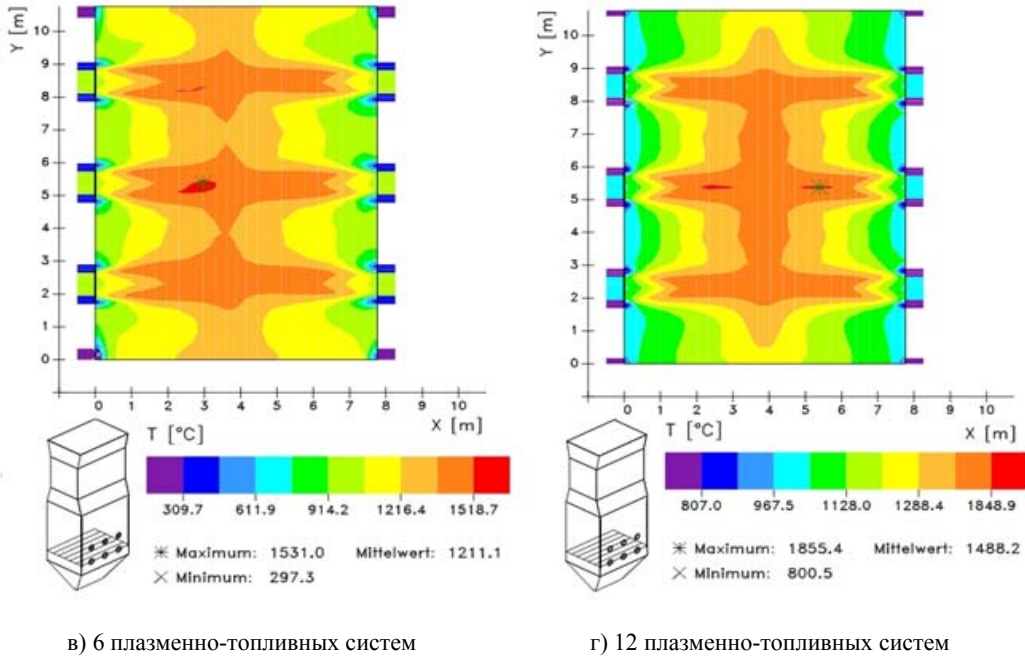 Y [m]
10
9
8
7
6
5
4
3
2
1
0
0 1 2 3 4 5 6 7 8 9 10
X [m]
T [°C]
309.7 611.9 914.2 1216.4 1518.7
Maximum: 1531.0 Mittelwert: 1211.1
Minimum: 297.3
в) 6 плазменно-топливных систем
Y [m]
10
9
8
7
6
5
4
3
2
1
0
0 1 2 3 4 5 6 7 8 9 10
X [m]
T [°C]
807.0 967.5 1128.0 1288.4 1848.9
Maximum: 1855.4 Mittelwert: 1488.2
Minimum: 800.5
г) 12 плазменно-топливных систем